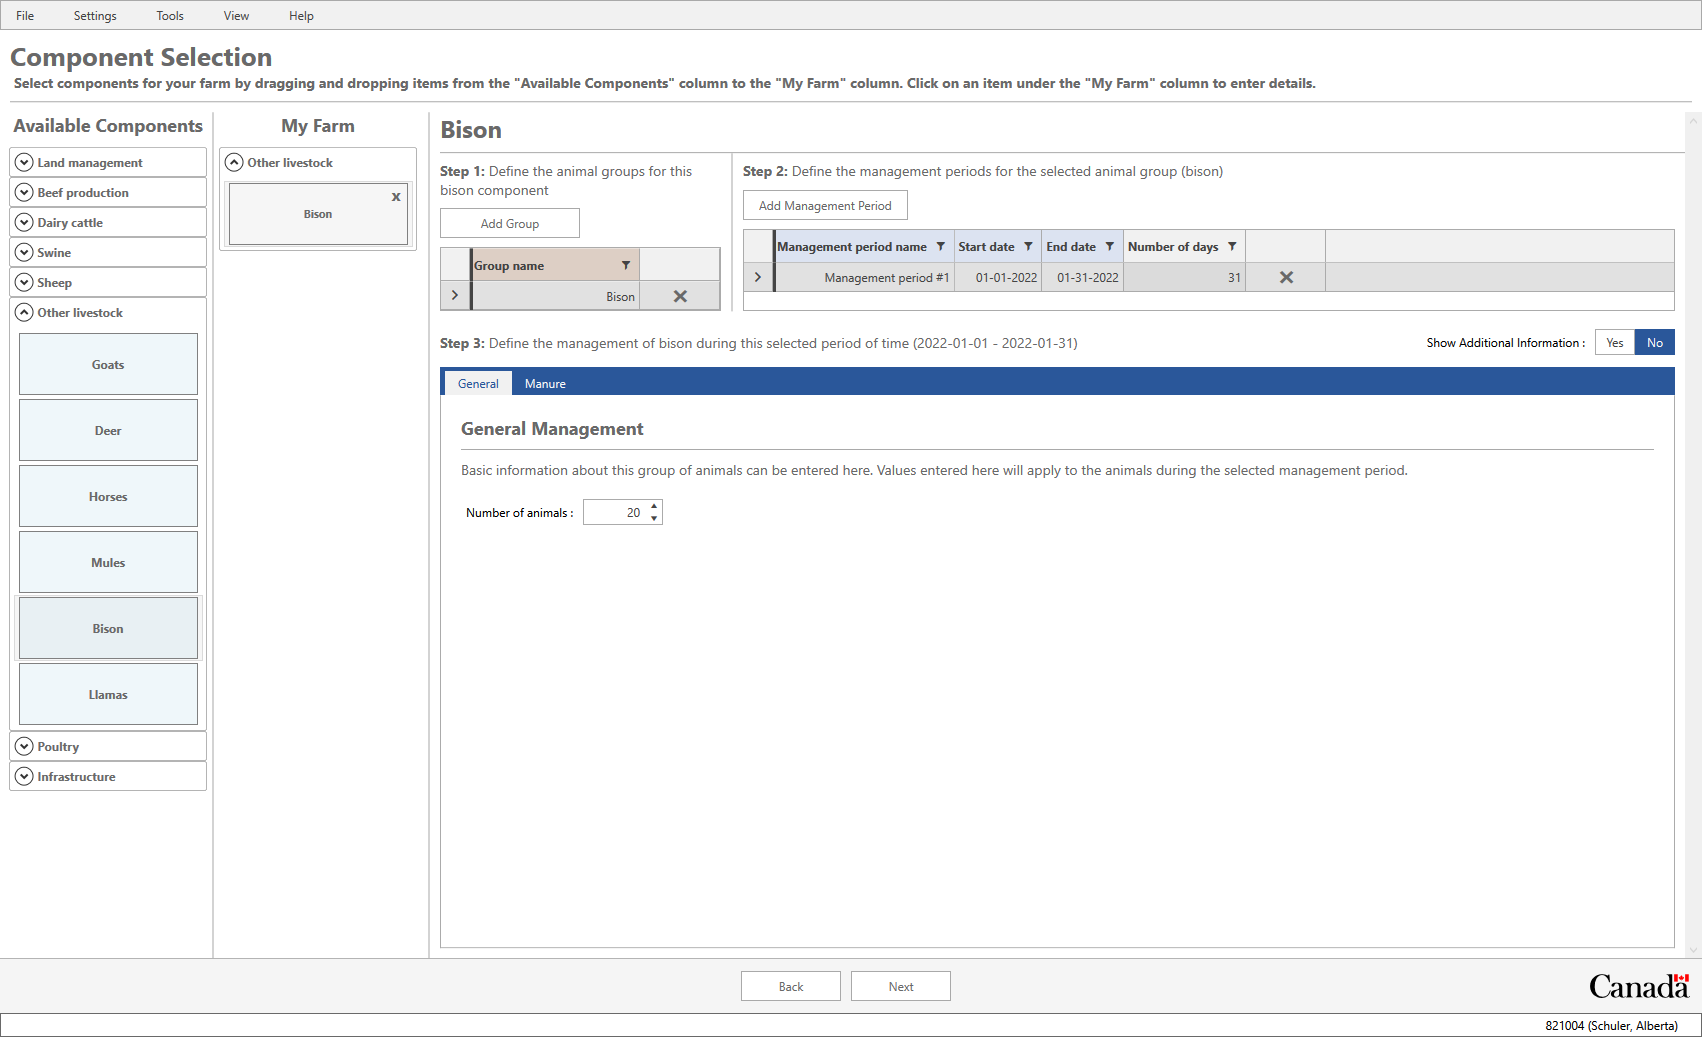 File Settings Tools View Help
Component Selection
Select components for your farm by dragging and dropping items from the "Available Components" column to the "My Farm" column. Click on an item under the "My Farm" column to enter details.
Available Components
Land management
Beef production
Dairy cattle
Swine
Sheep
Other livestock
Goats
Deer
Horses
Mules
Bison
Llamas
Poultry
Infrastructure
My Farm
Other livestock
x
Bison
Bison
Step 1: Define the animal groups for this
bison component
Add Group
Group name
Bison
Step 2: Define the management periods for the selected animal group (bison)
Add Management Period
Management period name Start date End date Number of days
Management period #1 01-01-2022 01-31-2022 31
Step 3: Define the management of bison during this selected period of time (2022-01-01 - 2022-01-31)
Show Additional Information : Yes No
General Manure
General Management
Basic information about this group of animals can be entered here. Values entered here will apply to the animals during the selected management period.
Number of animals : 20
Back Next
Canada
821004 (Schuler, Alberta)